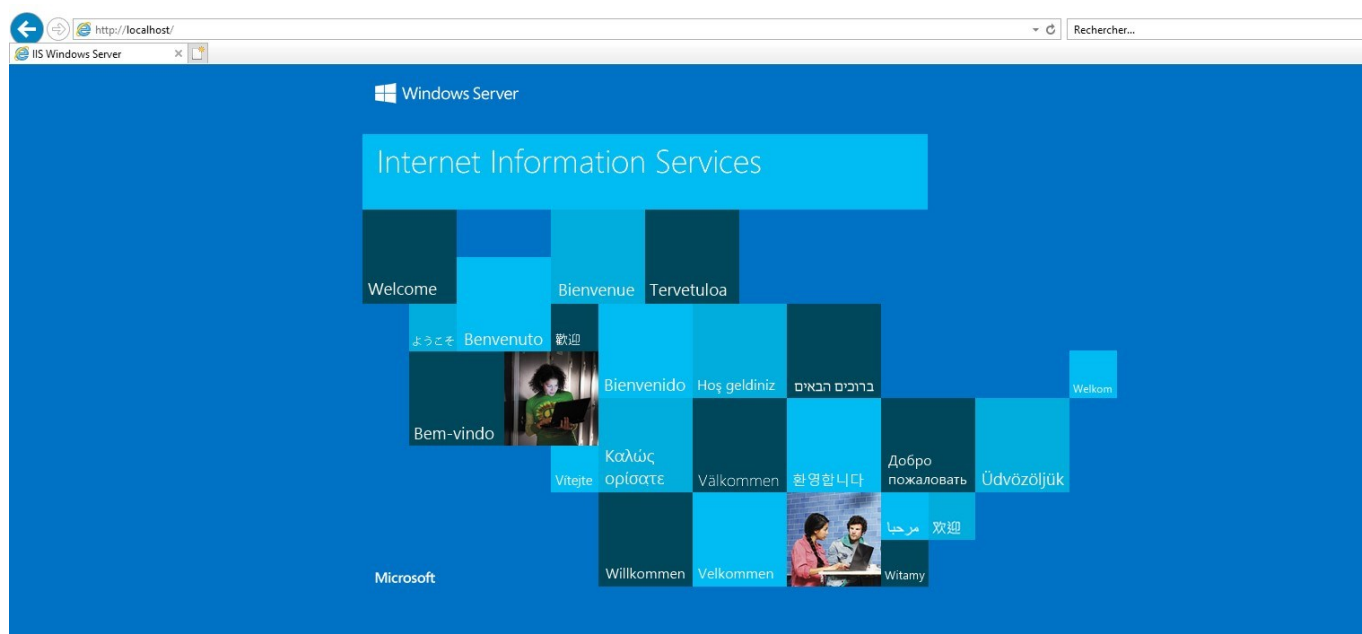 http://localhost/
Rechercher...
IIS Windows Server
Windows Server
Internet Information Services
Welcome
Bienvenue
Tervetuloa
ようこそ
Benvenuto
歡迎
Bienvenido
Hoş geldiniz
ברוכים הבאים
Welkom
Bem-vindo
Vítejte
Καλώς
ορίσατε
Välkommen
환영합니다
Добро
пожаловать
Üdvözöljük
مرحبا
欢迎
Microsoft
Willkommen
Velkommen
Witamy